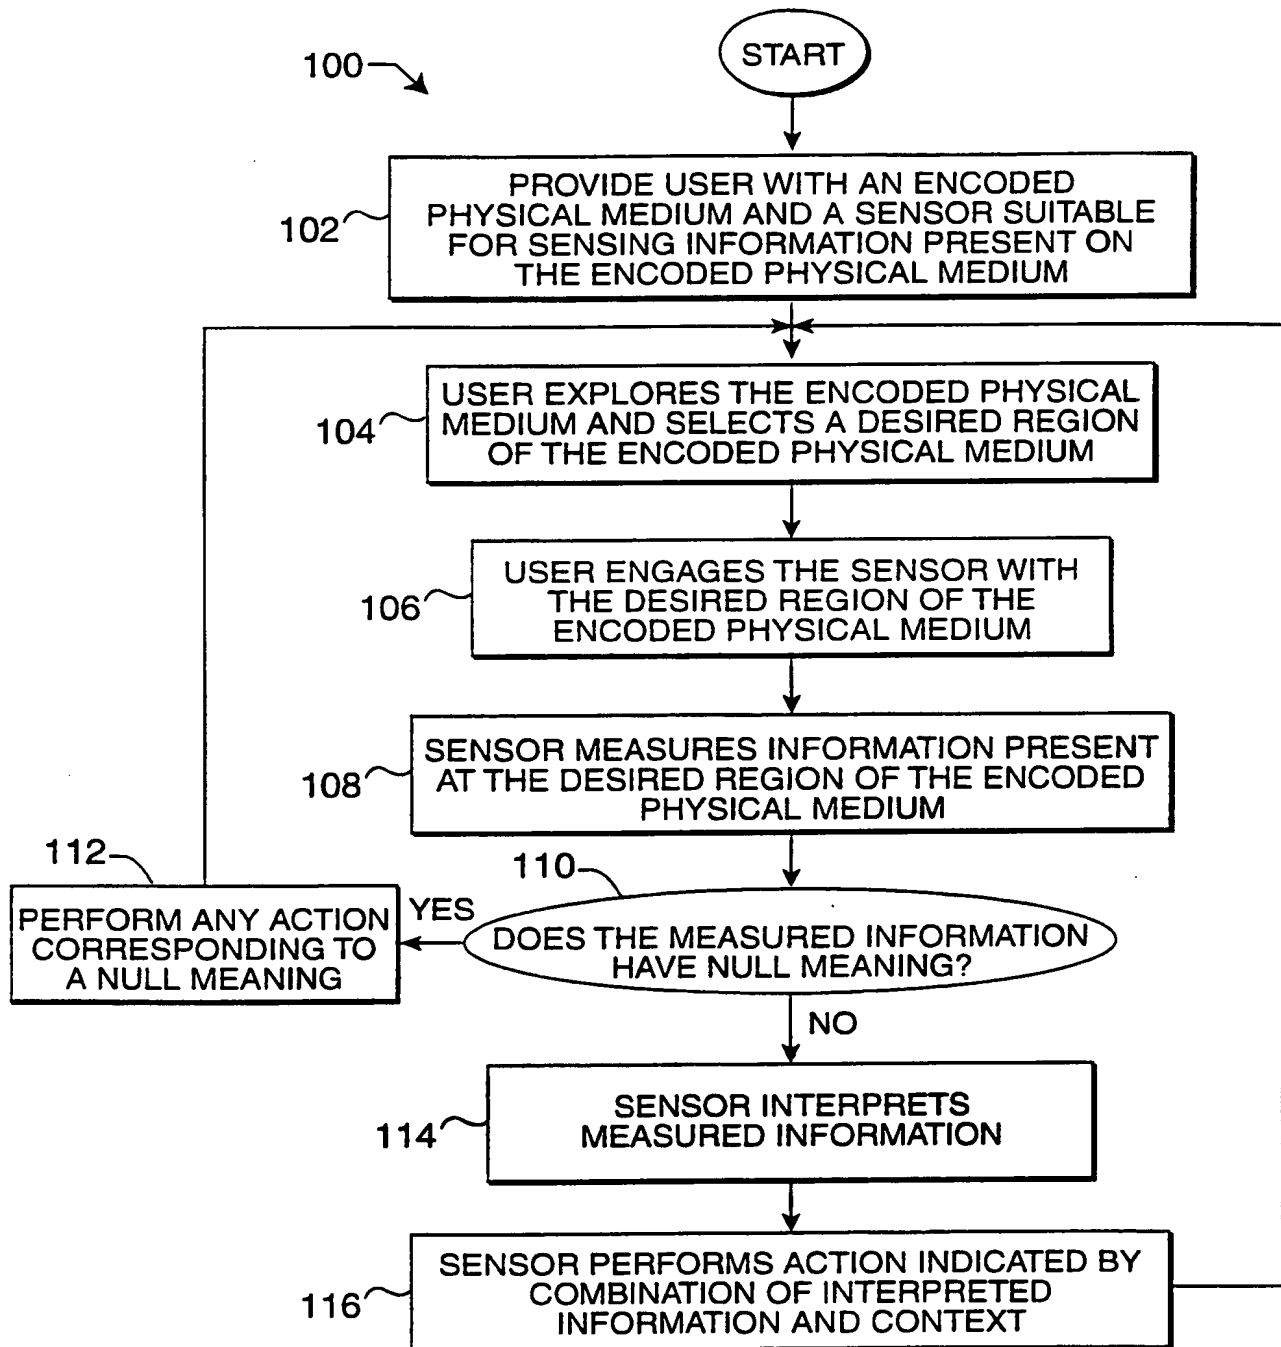 START
100
PROVIDE USER WITH AN ENCODED
PHYSICAL MEDIUM AND A SENSOR SUITABLE
FOR SENSING INFORMATION PRESENT ON
THE ENCODED PHYSICAL MEDIUM
102
USER EXPLORES THE ENCODED PHYSICAL
MEDIUM AND SELECTS A DESIRED REGION
OF THE ENCODED PHYSICAL MEDIUM
104
USER ENGAGES THE SENSOR WITH
THE DESIRED REGION OF THE
ENCODED PHYSICAL MEDIUM
106
SENSOR MEASURES INFORMATION PRESENT
AT THE DESIRED REGION OF THE ENCODED
PHYSICAL MEDIUM
108
112
110
PERFORM ANY ACTION
CORRESPONDING TO
A NULL MEANING
YES
DOES THE MEASURED INFORMATION
HAVE NULL MEANING?
NO
SENSOR INTERPRETS
MEASURED INFORMATION
114
SENSOR PERFORMS ACTION INDICATED BY
COMBINATION OF INTERPRETED
INFORMATION AND CONTEXT
116